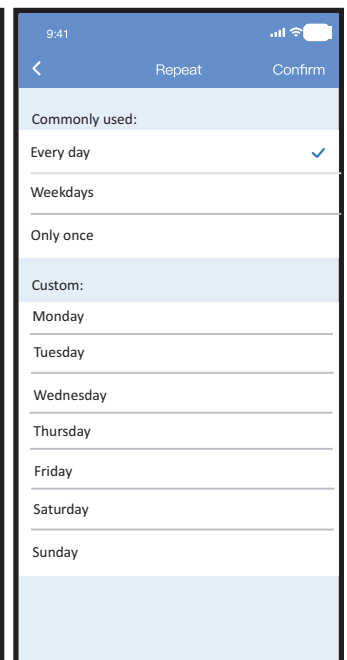 9:41
Repeat
Confirm
Commonly used:
Every day
Weekdays
Only once
Custom:
Monday
Tuesday
Wednesday
Thursday
Friday
Saturday
Sunday